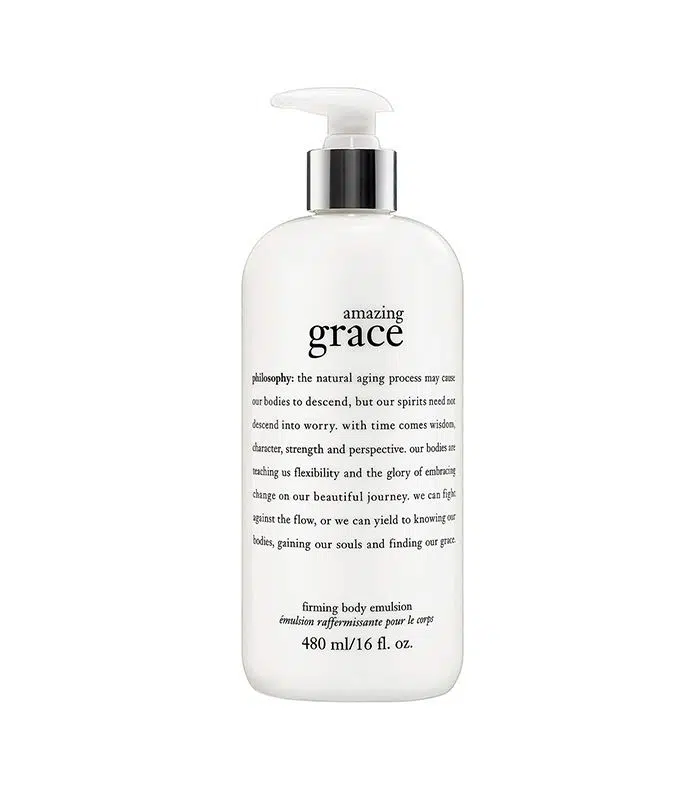 amazing
grace
philosophy: the natural aging process may cause
our bodies to descend, but our spirits need not
descend into worry. with time comes wisdom,
character, strength and perspective. our bodies are
teaching us flexibility and the glory of embracing
change on our beautiful journey. we can fight
against the flow, or we can yield to knowing our
bodies, gaining our souls and finding our grace.
firming body emulsion
émulsion raffermissante pour le corps
480 ml/16 fl. oz.